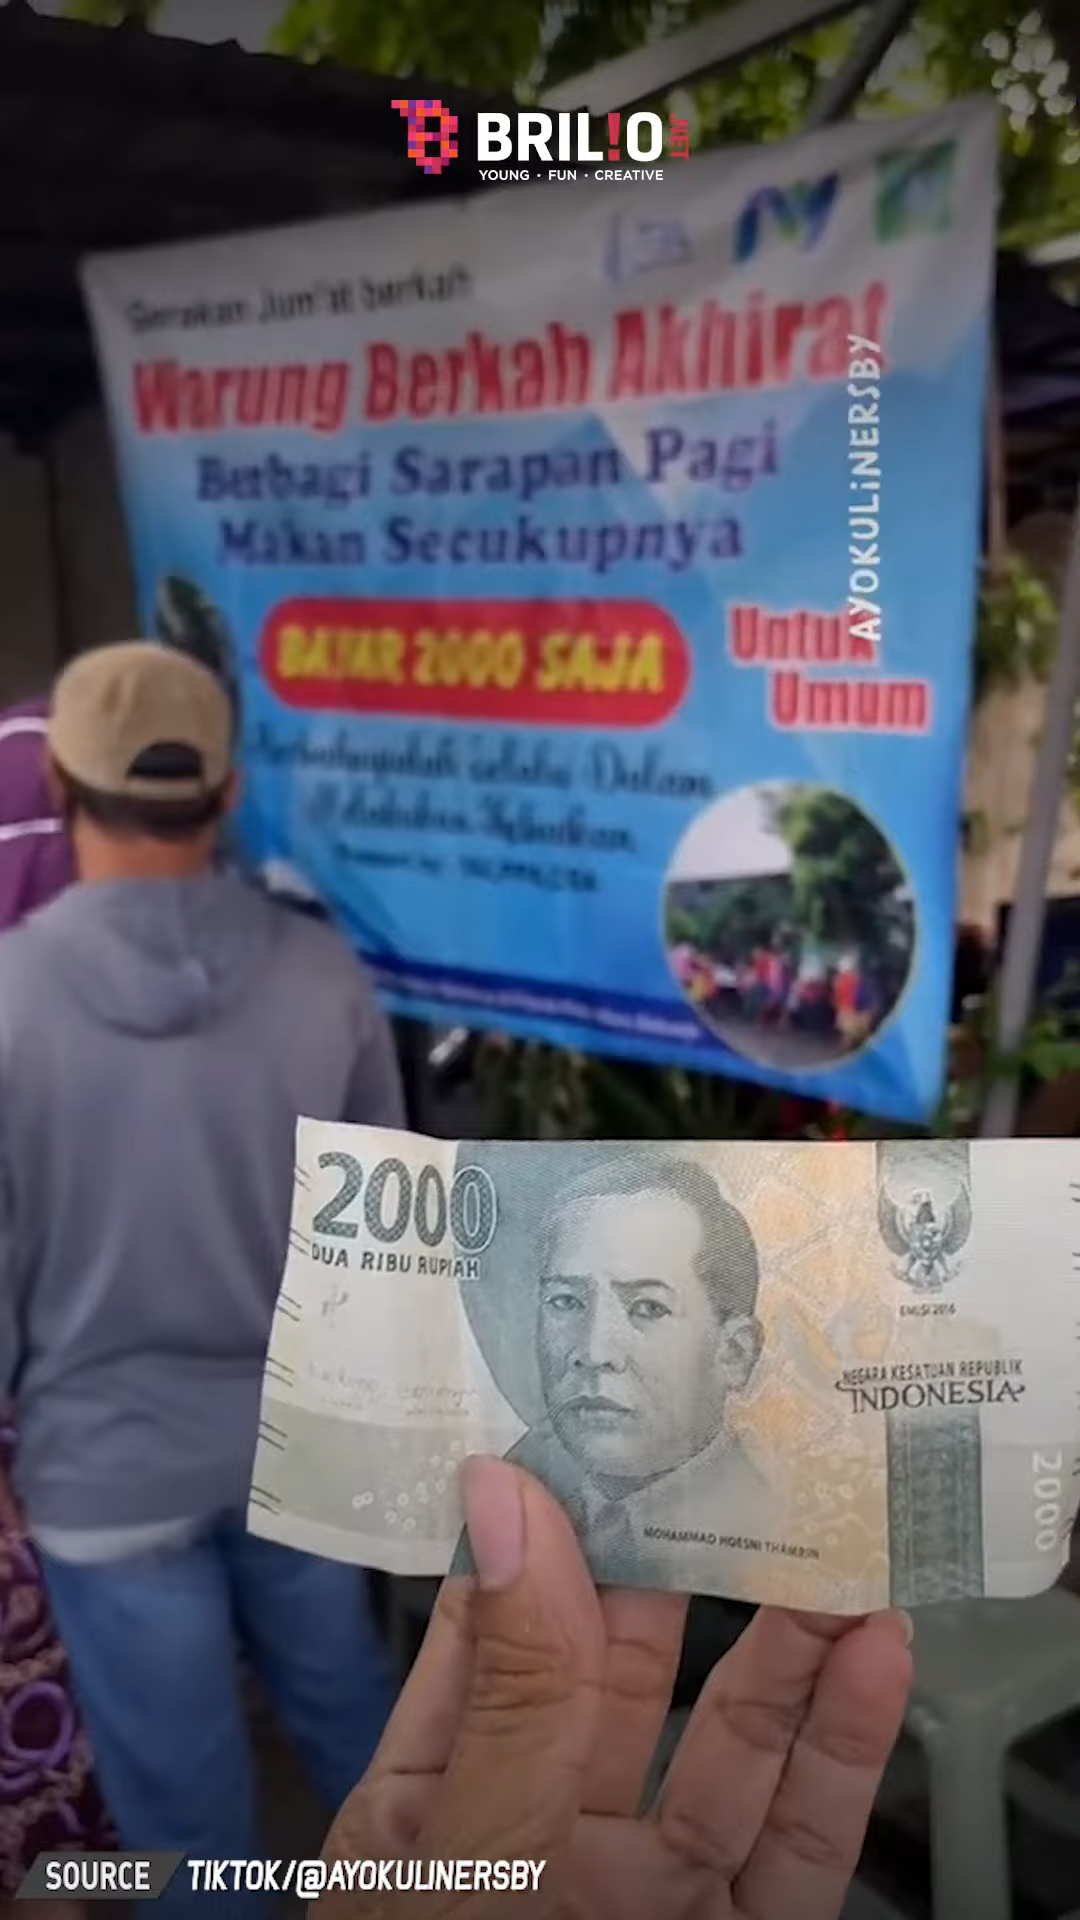 BRIL!O.NET
YOUNG • FUN • CREATIVE
Gerakan Jum'at berkah
Warung Berkah Akhirat
Berbagi Sarapan Pagi
Makan Secukupnya
BAYAR 2000 SAJA
Untuk
Umum
AYOKULINERSBY
2000
DUA RIBU RUPIAH
EMISI 2016
NEGARA KESATUAN REPUBLIK
INDONESIA
2000
MOHAMMAD HOESNI THAMRIN
SOURCE TIKTOK/@AYOKULINERSBY